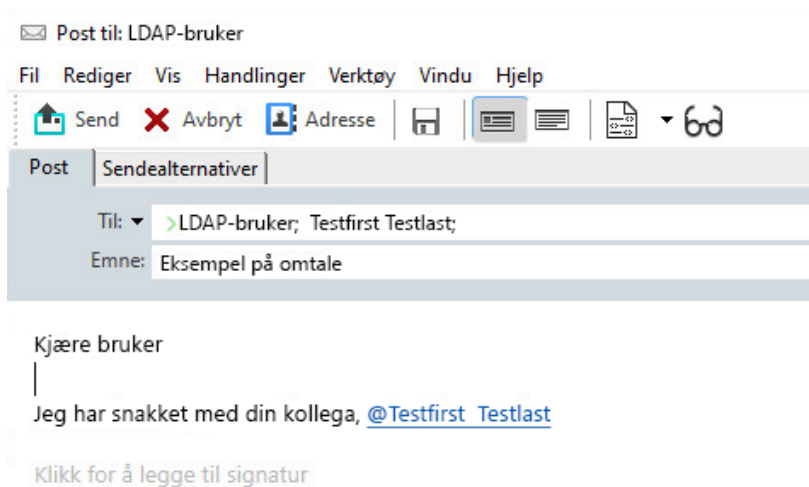 Post til: LDAP-bruker
Fil Rediger Vis Handlinger Verktøy Vindu Hjelp
Send Avbryt Adresse
Post Sendealternativer
Til: >LDAP-bruker; Testfirst Testlast;
Emne: Eksempel på omtale
Kjære bruker
Jeg har snakket med din kollega, @Testfirst Testlast
Klikk for å legge til signatur